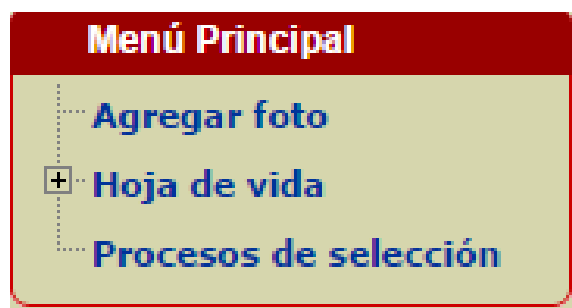 Menú Principal
Agregar foto
Hoja de vida
Procesos de selección